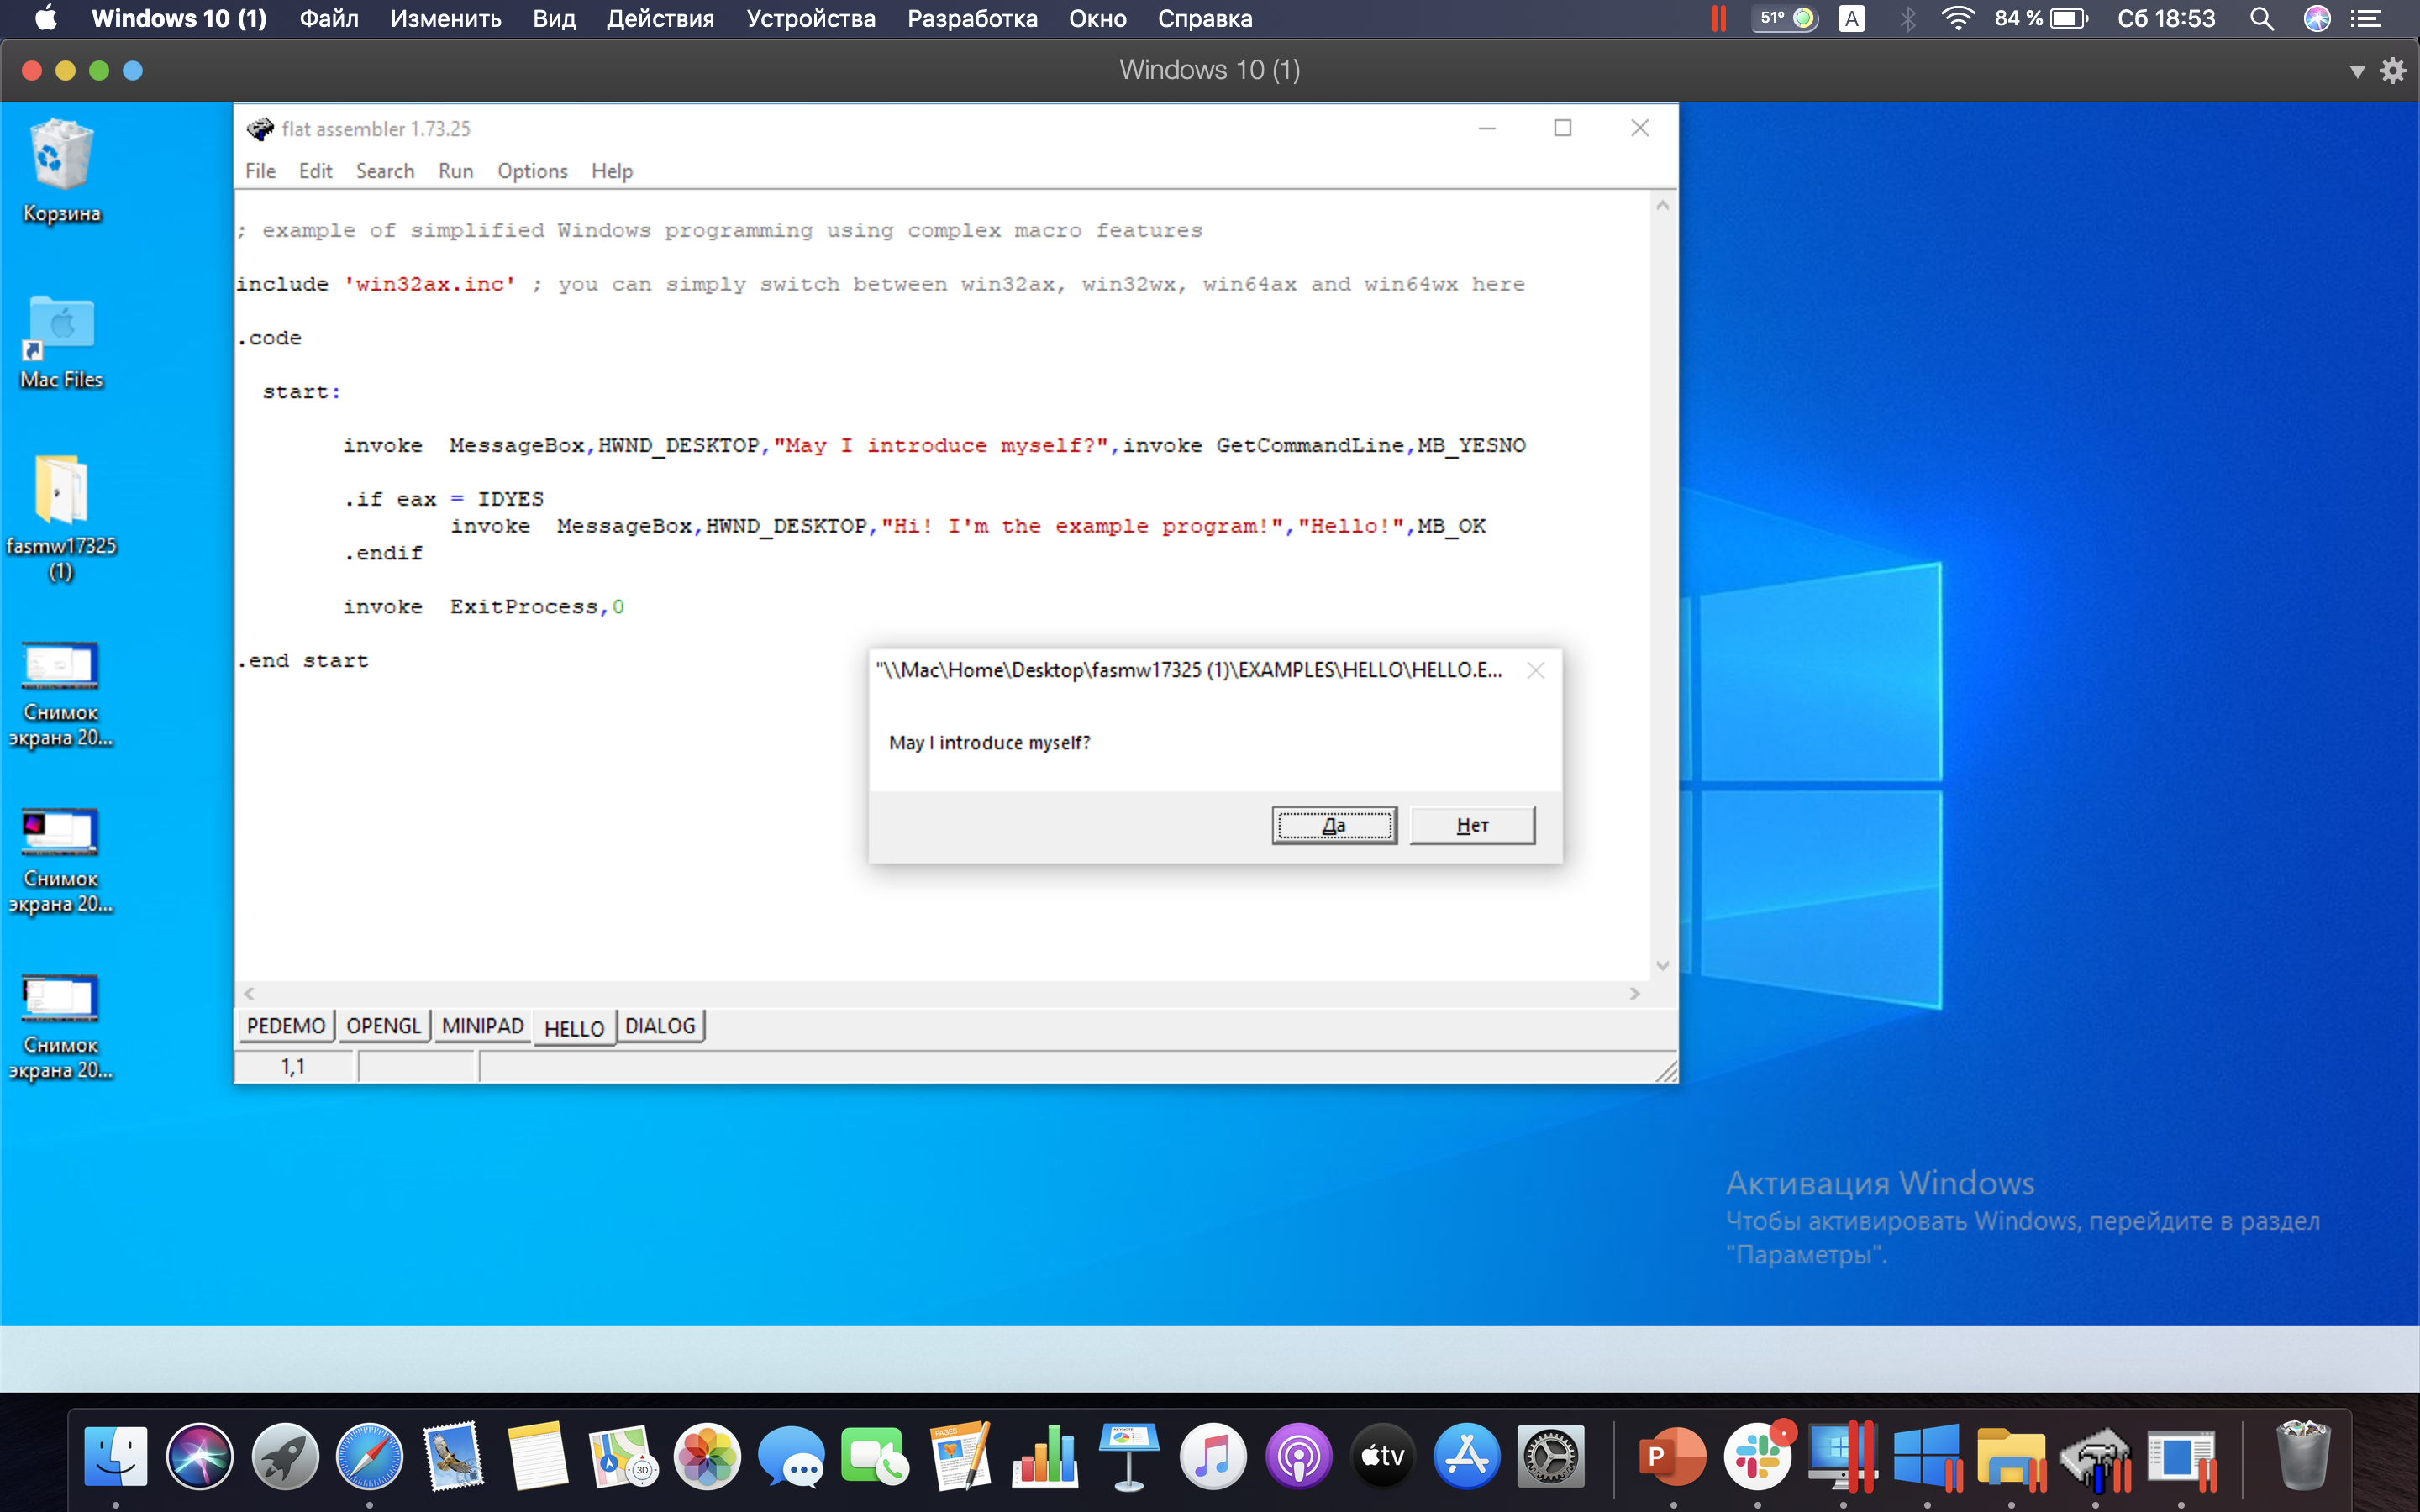 Windows 10 (1) Файл Изменить Вид Действия Устройства Разработка Окно Справка 51° A 84 % Сб 18:53
Windows 10 (1)
Корзина
Mac Files
fasmw17325
(1)
Снимок
экрана 20...
Снимок
экрана 20...
Снимок
экрана 20...
flat assembler 1.73.25
File Edit Search Run Options Help
; example of simplified Windows programming using complex macro features
include 'win32ax.inc' ; you can simply switch between win32ax, win32wx, win64ax and win64wx here
.code
start:
invoke MessageBox,HWND_DESKTOP,"May I introduce myself?",invoke GetCommandLine,MB_YESNO
.if eax = IDYES
invoke MessageBox,HWND_DESKTOP,"Hi! I'm the example program!","Hello!",MB_OK
.endif
invoke ExitProcess,0
.end start
"\\Mac\Home\Desktop\fasmw17325 (1)\EXAMPLES\HELLO\HELLO.E...
May I introduce myself?
Да Нет
PEDEMO OPENGL MINIPAD HELLO DIALOG
1,1
Активация Windows
Чтобы активировать Windows, перейдите в раздел
"Параметры".
PAGES
3D
tv
P